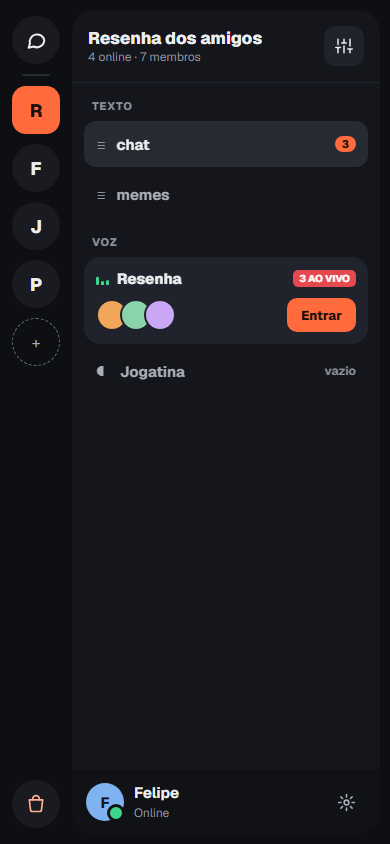 Resenha dos amigos
4 online · 7 membros
R
F
J
P
+
TEXTO
chat
3
memes
VOZ
Resenha
3 AO VIVO
Entrar
Jogatina
vazio
F
Felipe
Online